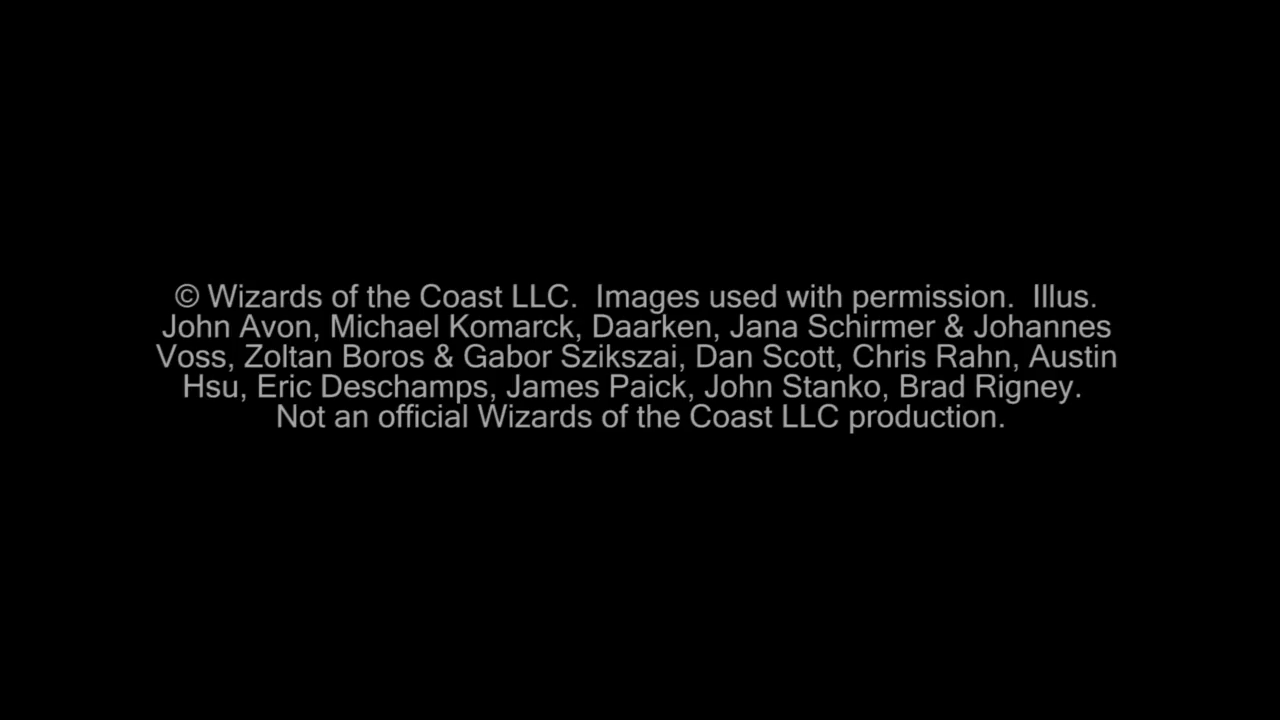 © Wizards of the Coast LLC.  Images used with permission.  Illus.
John Avon, Michael Komarck, Daarken, Jana Schirmer & Johannes
Voss, Zoltan Boros & Gabor Szikszai, Dan Scott, Chris Rahn, Austin
Hsu, Eric Deschamps, James Paick, John Stanko, Brad Rigney.
Not an official Wizards of the Coast LLC production.